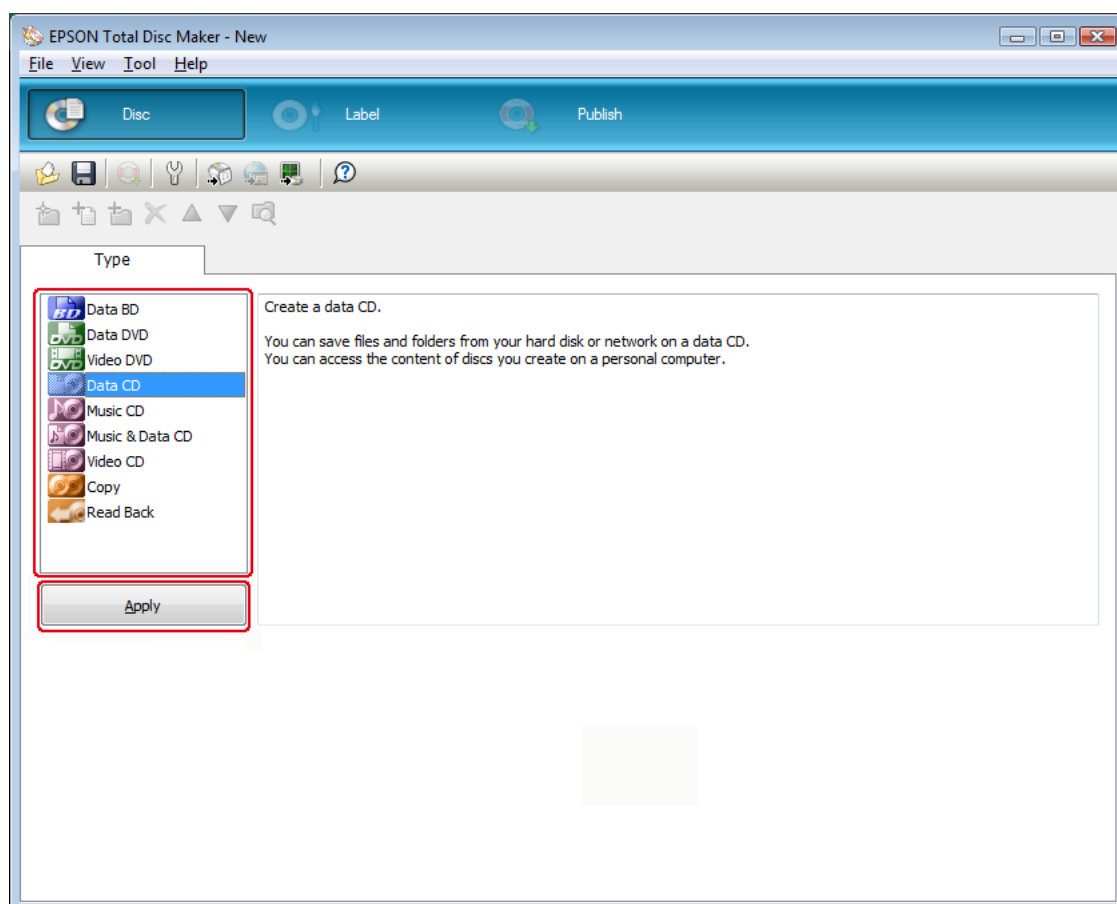 EPSON Total Disc Maker - New
File View Tool Help
Disc Label Publish
Type
Data BD
Data DVD
Video DVD
Data CD
Music CD
Music & Data CD
Video CD
Copy
Read Back
Apply
Create a data CD.
You can save files and folders from your hard disk or network on a data CD.
You can access the content of discs you create on a personal computer.